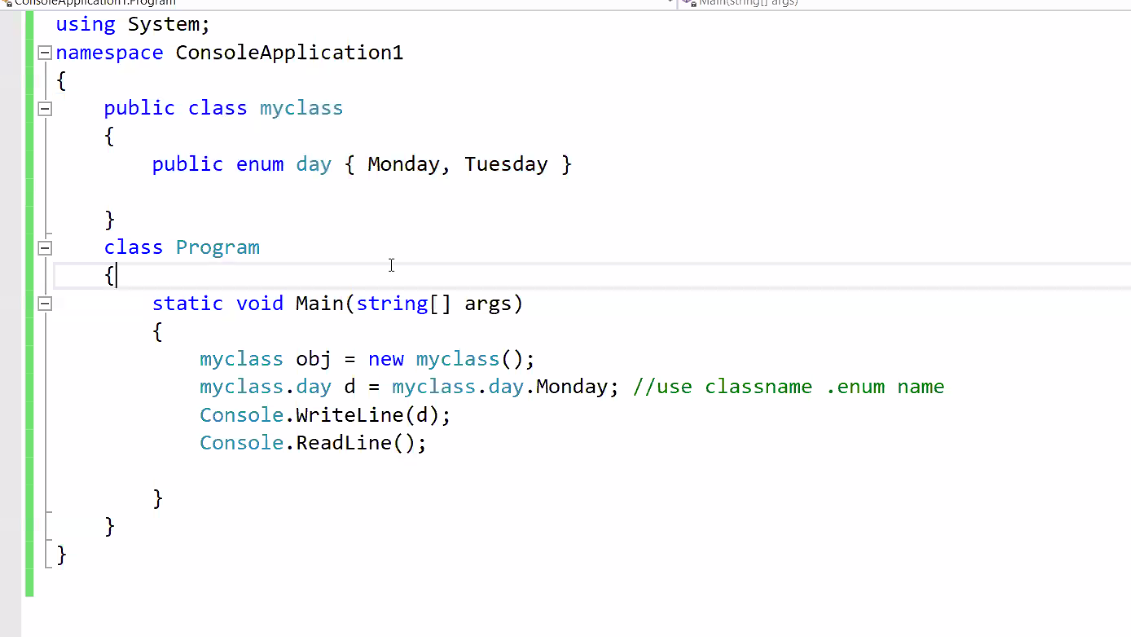 ConsoleApplication1.Program Main(string[] args)
using System;
namespace ConsoleApplication1
{
public class myclass
{
public enum day { Monday, Tuesday }
}
class Program
{
static void Main(string[] args)
{
myclass obj = new myclass();
myclass.day d = myclass.day.Monday; //use classname .enum name
Console.WriteLine(d);
Console.ReadLine();
}
}
}